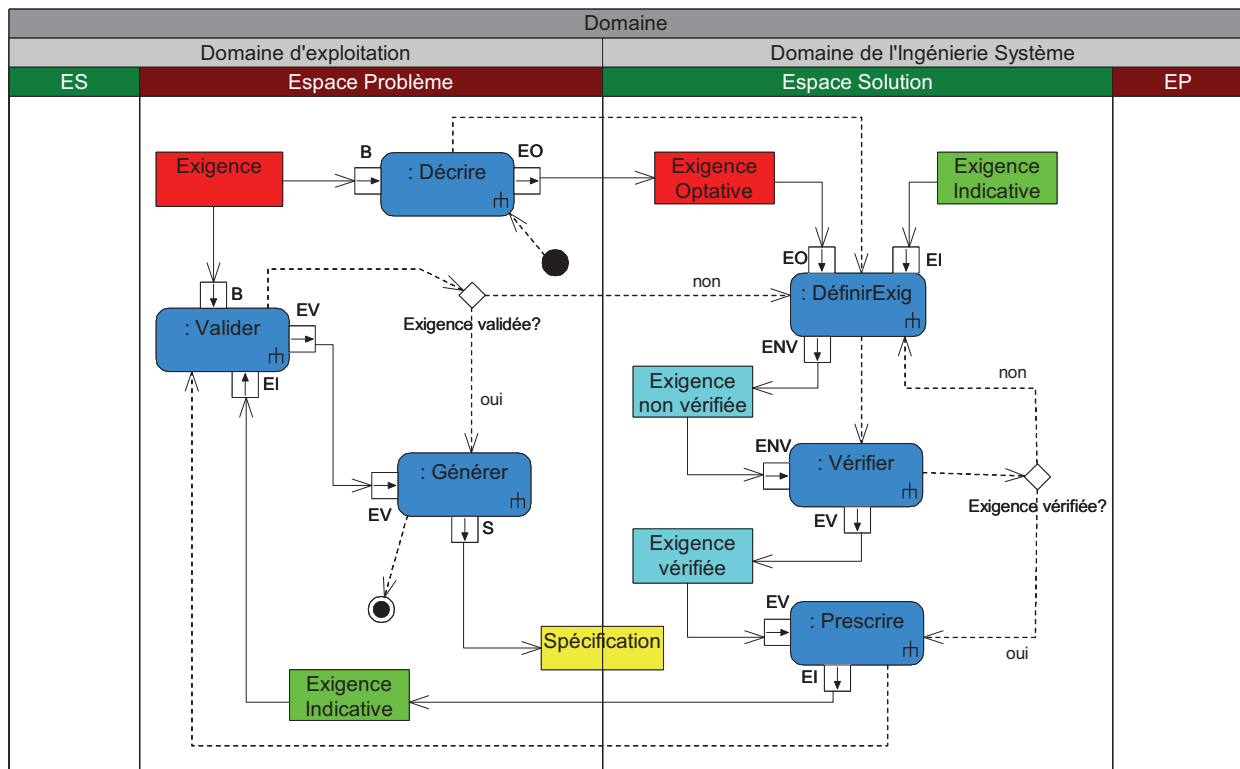 Domaine
Domaine d'exploitation
Domaine de l'Ingénierie Système
ES
Espace Problème
Espace Solution
EP
Exigence
B
: Décrire
EO
Exigence
Optative
Exigence
Indicative
EO
EI
: DéfinirExig
non
B
Exigence validée?
: Valider
EV
EI
ENV
Exigence
non vérifiée
non
oui
ENV
: Vérifier
Exigence vérifiée?
EV
: Générer
EV
S
Exigence
vérifiée
EV
: Prescrire
oui
EI
Spécification
Exigence
Indicative